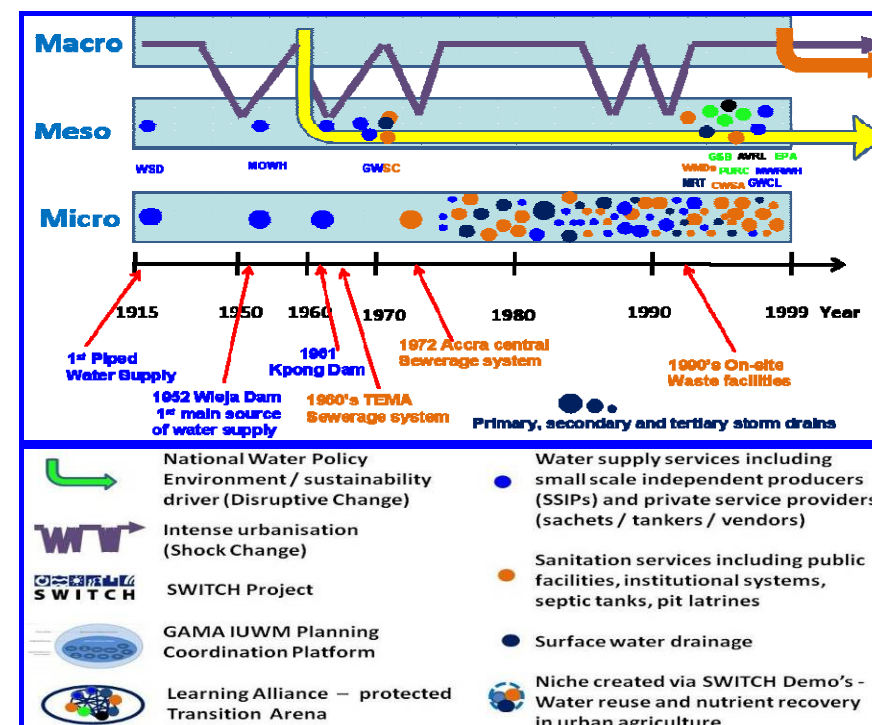 Macro
Meso
WSD
MOWH
GWSC
G&B AVRL EPA
WMDs PURC MWRWH
MRT CWSA GWCL
Micro
1915 1950 1960 1970 1980 1990 1999 Year
1st Piped
Water Supply
1952 Wieja Dam
1st main source
of water supply
1961
Kpong Dam
1960's TEMA
Sewerage system
1972 Accra central
Sewerage system
1990's On-site
Waste facilities
Primary, secondary and tertiary storm drains
National Water Policy
Environment / sustainability
driver (Disruptive Change)
Intense urbanisation
(Shock Change)
SWITCH
SWITCH Project
GAMA IUWM Planning
Coordination Platform
Learning Alliance – protected
Transition Arena
Water supply services including
small scale independent producers
(SSIPs) and private service providers
(sachets / tankers / vendors)
Sanitation services including public
facilities, institutional systems,
septic tanks, pit latrines
Surface water drainage
Niche created via SWITCH Demo's -
Water reuse and nutrient recovery
in urban agriculture